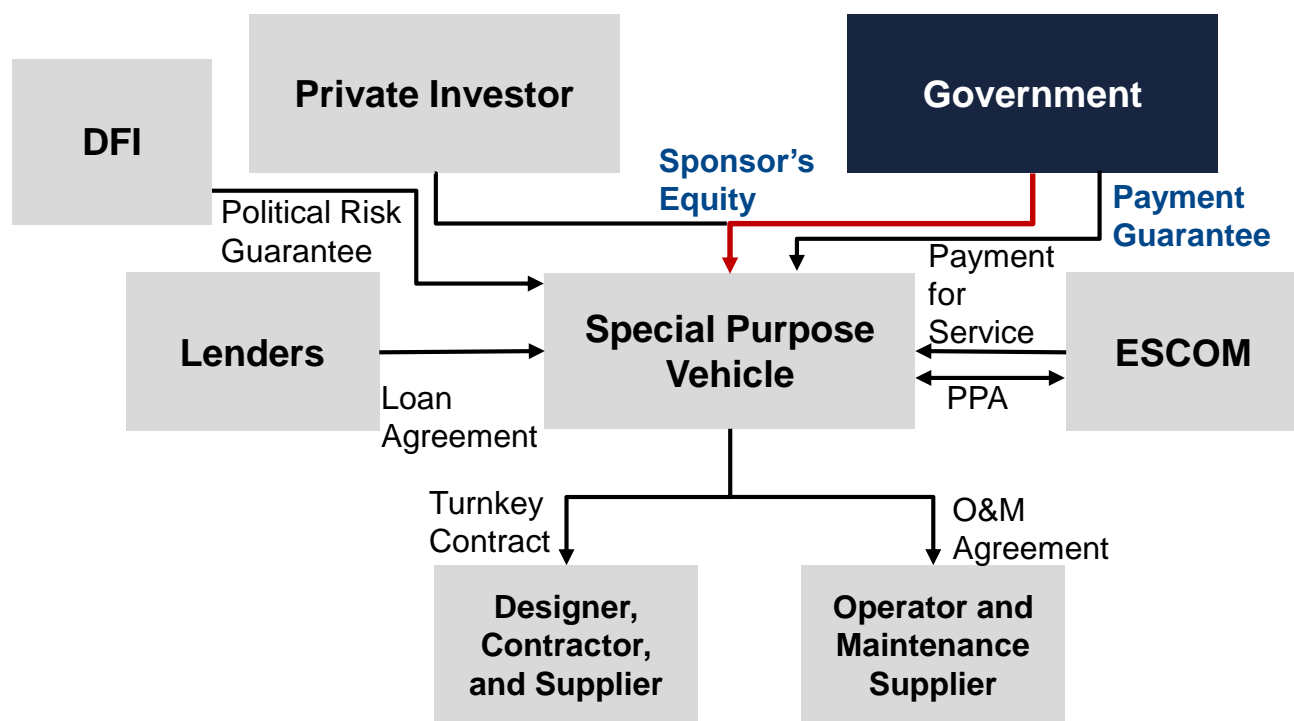 Private Investor
Government
DFI
Sponsor’s
Equity
Payment
Guarantee
Political Risk
Guarantee
Payment
for
Service
Lenders
Special Purpose
Vehicle
ESCOM
Loan
Agreement
PPA
Turnkey
Contract
O&M
Agreement
Designer,
Contractor,
and Supplier
Operator and
Maintenance
Supplier